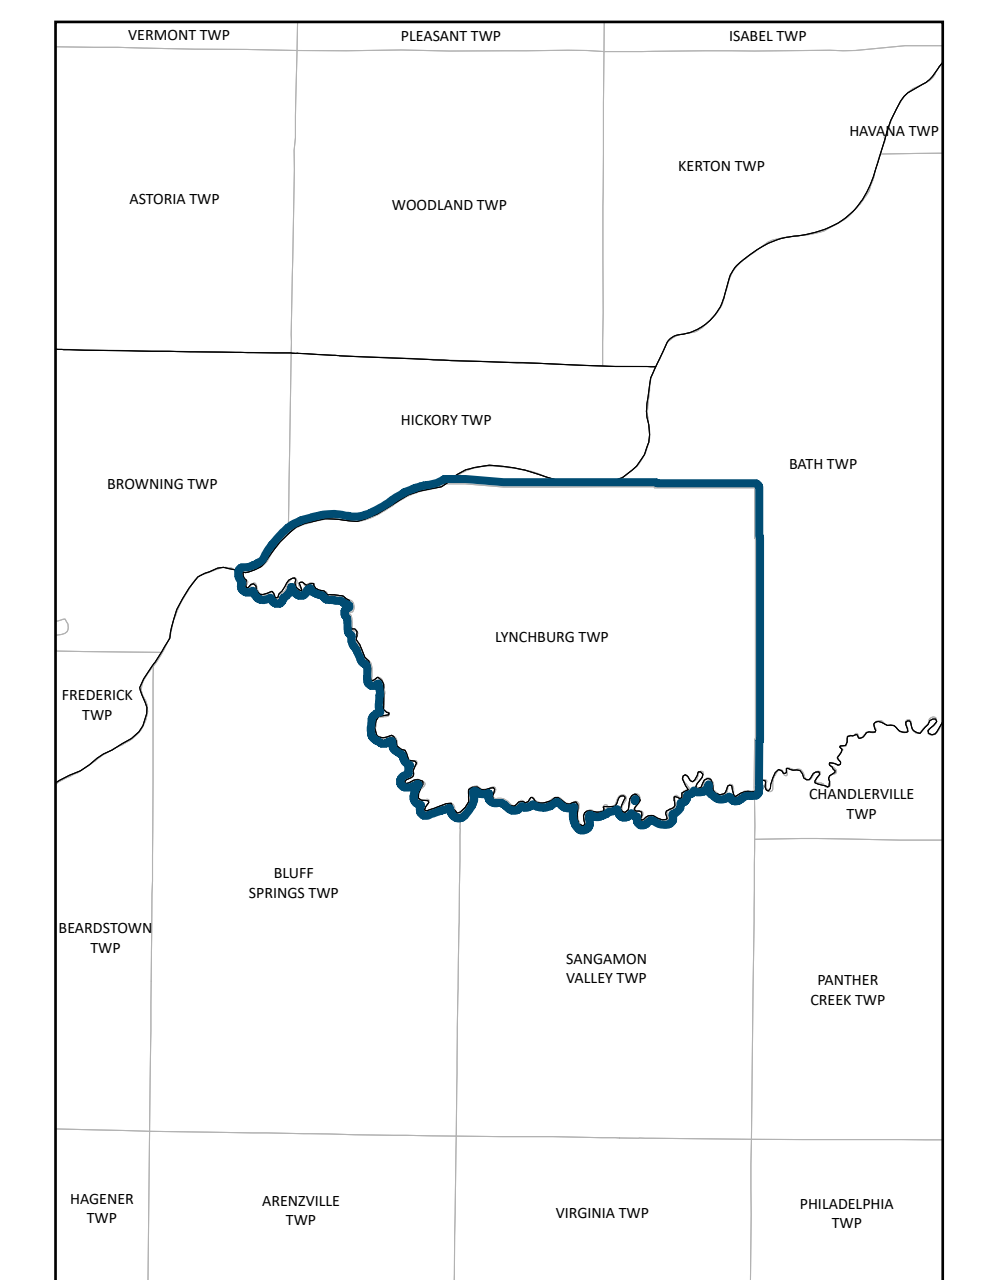 VERMONT TWP
PLEASANT TWP
ISABEL TWP
HAVANA TWP
KERTON TWP
ASTORIA TWP
WOODLAND TWP
HICKORY TWP
BATH TWP
BROWNING TWP
LYNCHBURG TWP
FREDERICK
TWP
CHANDLERVILLE
TWP
BLUFF
SPRINGS TWP
BEARDSTOWN
TWP
SANGAMON
VALLEY TWP
PANTHER
CREEK TWP
HAGENER
TWP
ARENZVILLE
TWP
VIRGINIA TWP
PHILADELPHIA
TWP